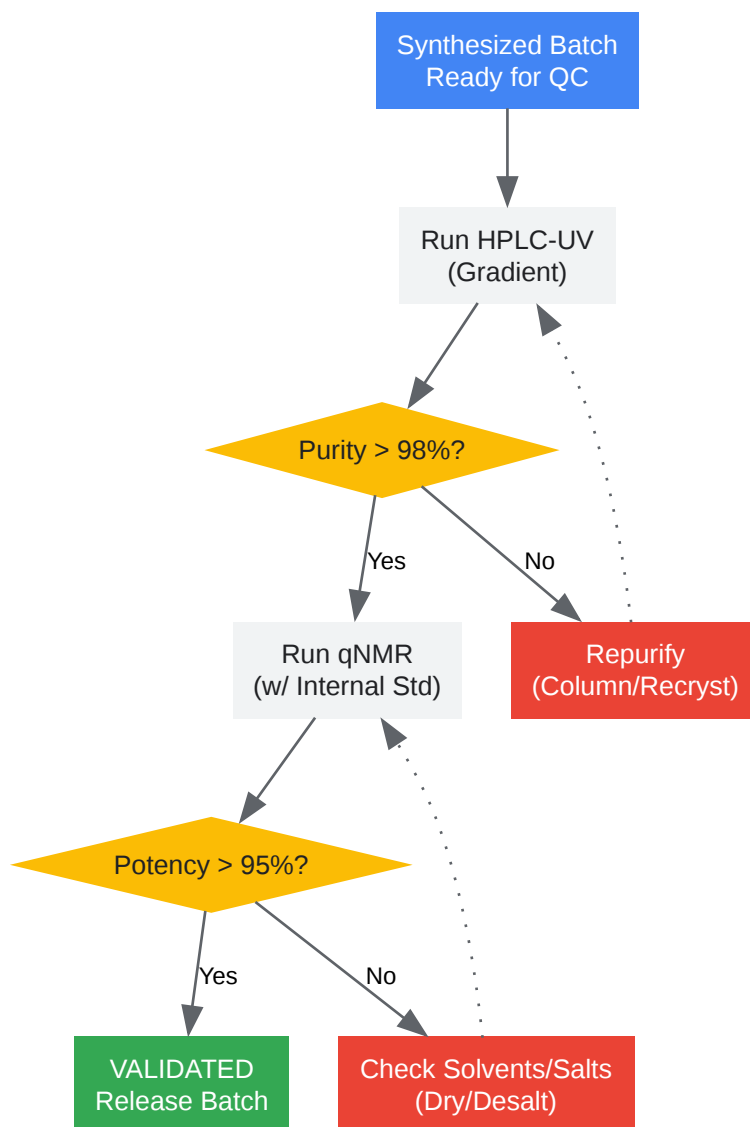 Synthesized Batch
Ready for QC
Run HPLC-UV
(Gradient)
Purity > 98%?
Yes
No
Run qNMR
(w/ Internal Std)
Repurify
(Column/Recryst)
Potency > 95%?
Yes
No
VALIDATED
Release Batch
Check Solvents/Salts
(Dry/Desalt)